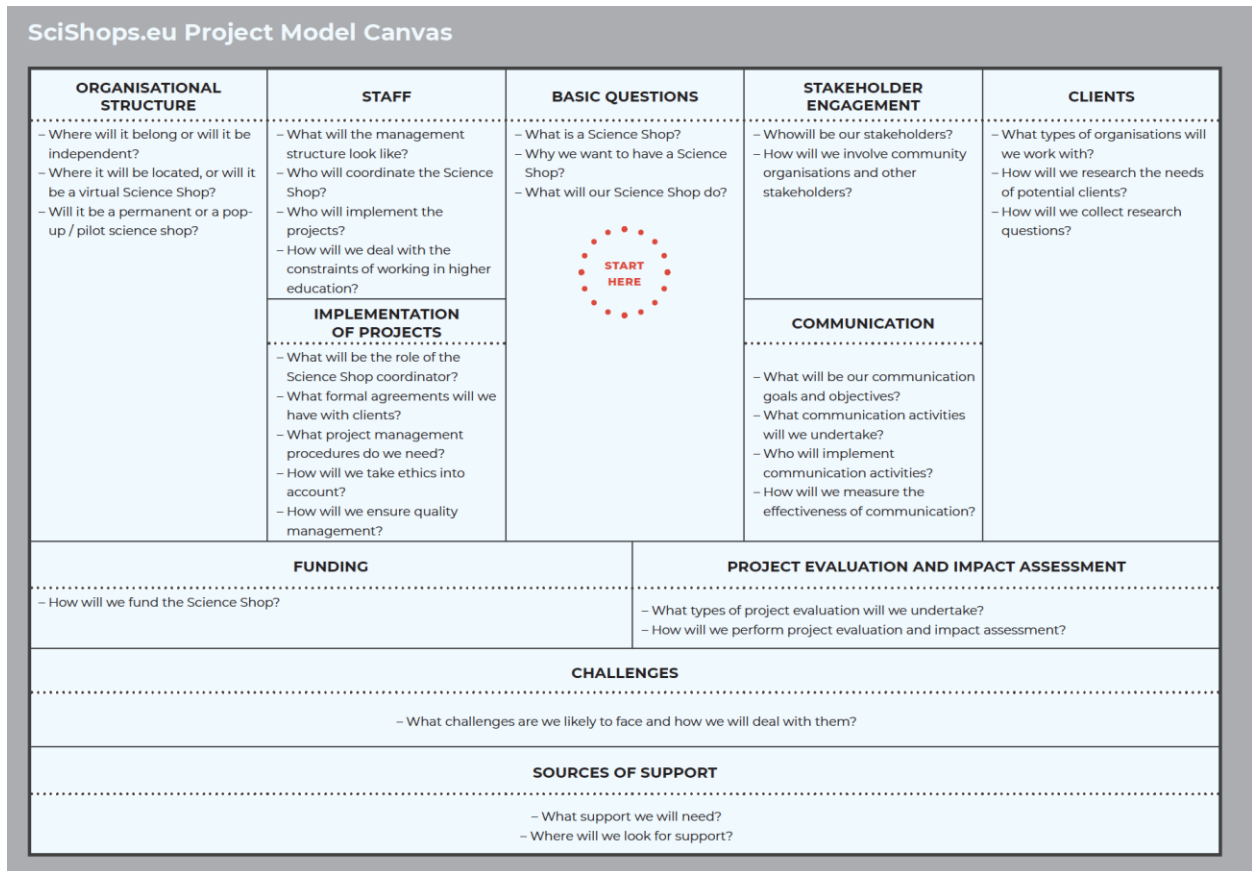 SciShops.eu Project Model Canvas
ORGANISATIONAL
STRUCTURE
– Where will it belong or will it be
independent?
– Where it will be located, or will it
be a virtual Science Shop?
– Will it be a permanent or a pop-
up / pilot science shop?
STAFF
– What will the management
structure look like?
– Who will coordinate the Science
Shop?
– Who will implement the
projects?
– How will we deal with the
constraints of working in higher
education?
IMPLEMENTATION
OF PROJECTS
– What will be the role of the
Science Shop coordinator?
– What formal agreements will we
have with clients?
– What project management
procedures do we need?
– How will we take ethics into
account?
– How will we ensure quality
management?
BASIC QUESTIONS
– What is a Science Shop?
– Why we want to have a Science
Shop?
– What will our Science Shop do?
START
HERE
STAKEHOLDER
ENGAGEMENT
– Whowill be our stakeholders?
– How will we involve community
organisations and other
stakeholders?
COMMUNICATION
– What will be our communication
goals and objectives?
– What communication activities
will we undertake?
– Who will implement
communication activities?
– How will we measure the
effectiveness of communication?
CLIENTS
– What types of organisations will
we work with?
– How will we research the needs
of potential clients?
– How will we collect research
questions?
FUNDING
– How will we fund the Science Shop?
PROJECT EVALUATION AND IMPACT ASSESSMENT
– What types of project evaluation will we undertake?
– How will we perform project evaluation and impact assessment?
CHALLENGES
– What challenges are we likely to face and how we will deal with them?
SOURCES OF SUPPORT
– What support we will need?
– Where will we look for support?